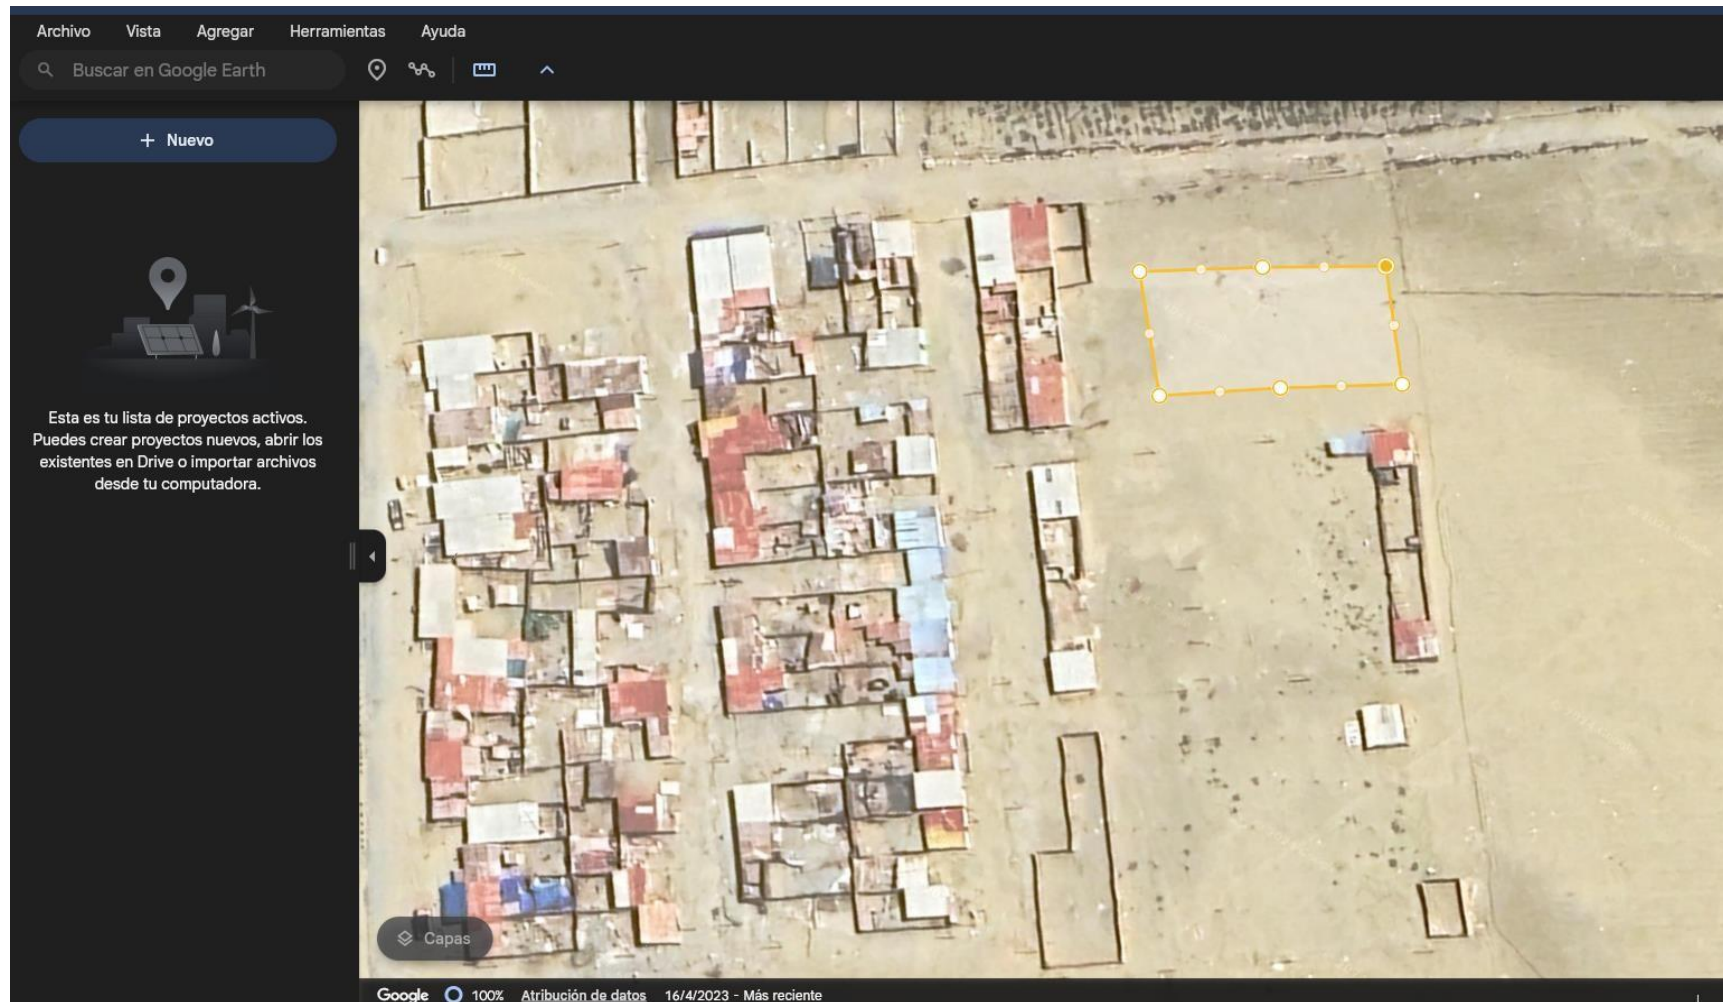 Archivo Vista Agregar Herramientas Ayuda
Buscar en Google Earth
+ Nuevo
Esta es tu lista de proyectos activos.
Puedes crear proyectos nuevos, abrir los
existentes en Drive o importar archivos
desde tu computadora.
Capas
Google 100% Atribución de datos 16/4/2023 - Más reciente